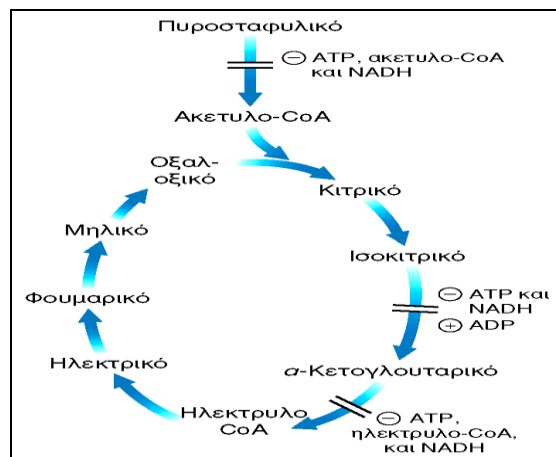 Πυροσταφυλικό
⊖ ATP, ακετυλο-CoA
και NADH
Ακετυλο-CoA
Οξαλ-
οξικό
Κιτρικό
Ισοκιτρικό
⊖ ATP και
NADH
⊕ ADP
α-Κετογλουταρικό
⊖ ATP,
ηλεκτρυλο-CoA,
και NADH
Ηλεκτρυλο
CoA
Ηλεκτρικό
Φουμαρικό
Μηλικό